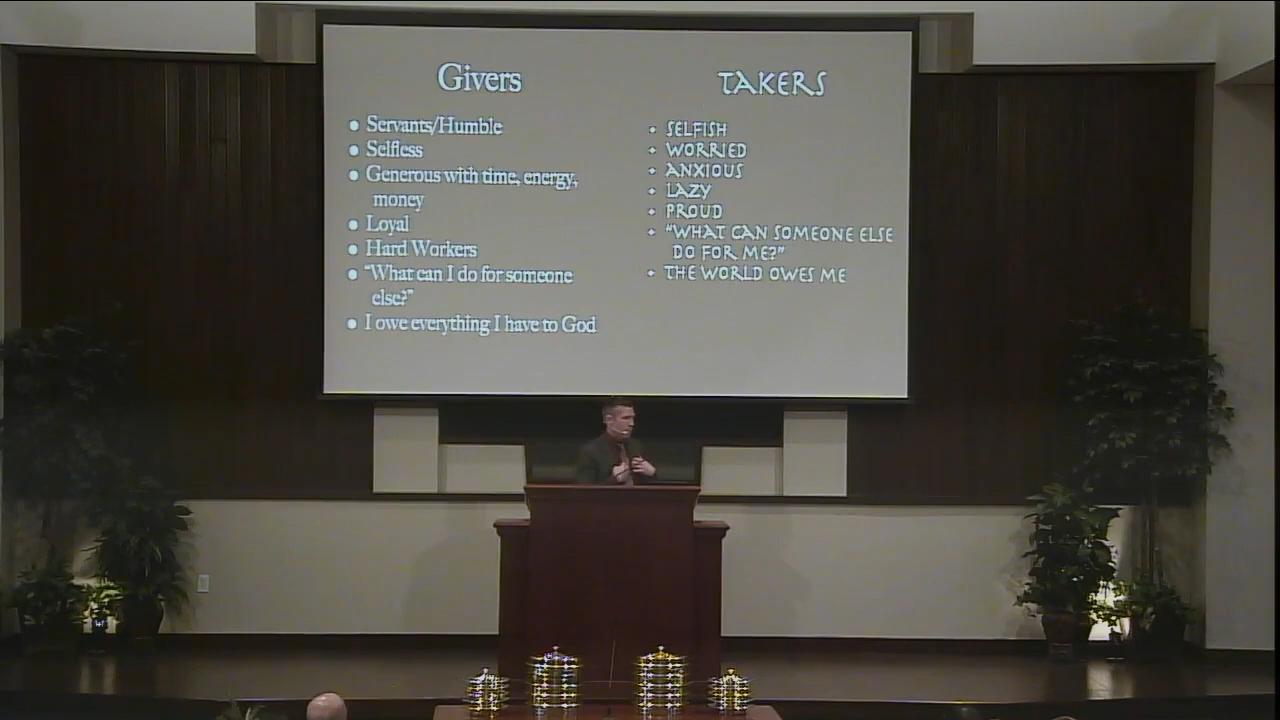 Givers
● Servants/Humble
● Selfless
● Generous with time, energy,
money
● Loyal
● Hard Workers
● "What can I do for someone
else?"
● I owe everything I have to God
TAKERS
• SELFISH
• WORRIED
• ANXIOUS
• LAZY
• PROUD
• "WHAT CAN SOMEONE ELSE
DO FOR ME?"
• THE WORLD OWES ME